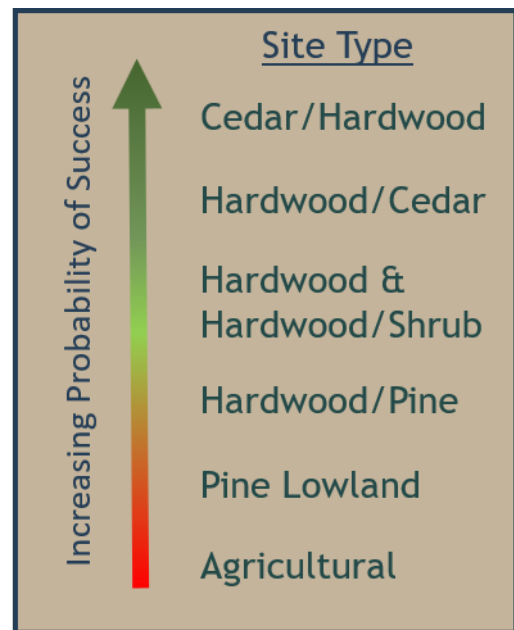 Site Type
Increasing Probability of Success
Cedar/Hardwood
Hardwood/Cedar
Hardwood &
Hardwood/Shrub
Hardwood/Pine
Pine Lowland
Agricultural